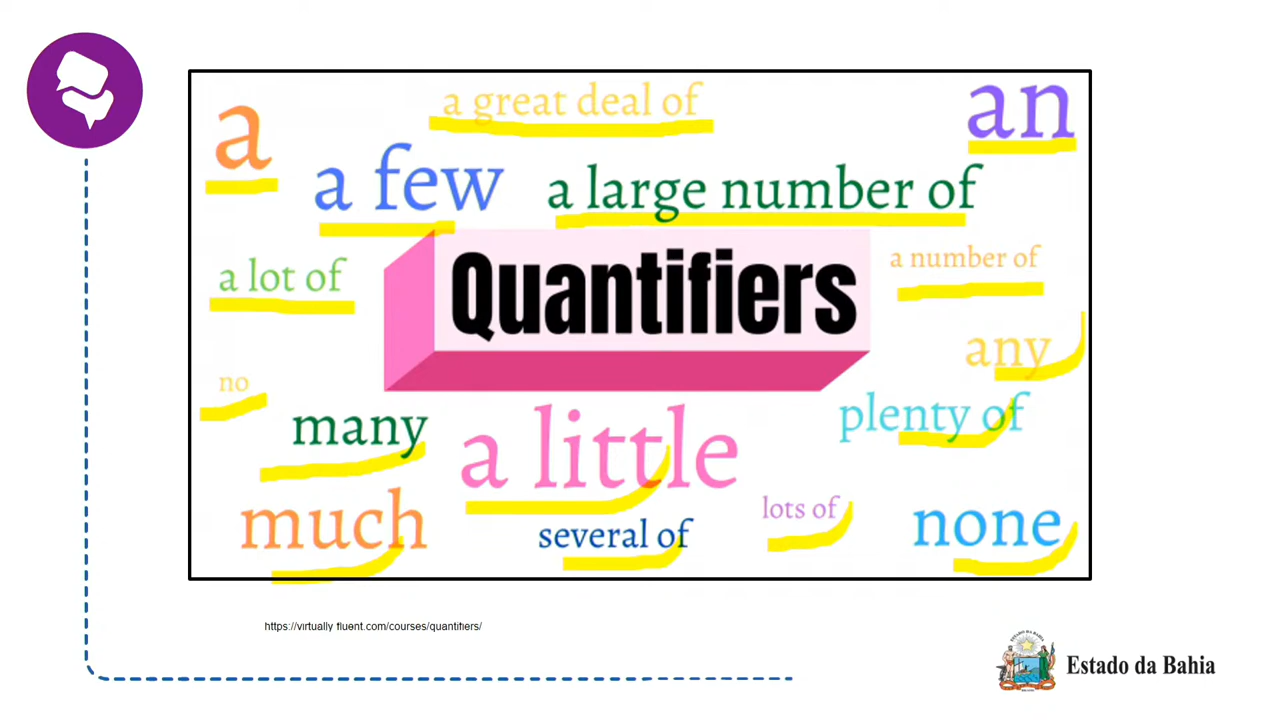 a
a great deal of
an
a few
a large number of
a lot of
Quantifiers
a number of
any
no
many
a little
plenty of
much
several of
lots of
none
https://virtually fluent.com/courses/quantifiers/
Estado da Bahia